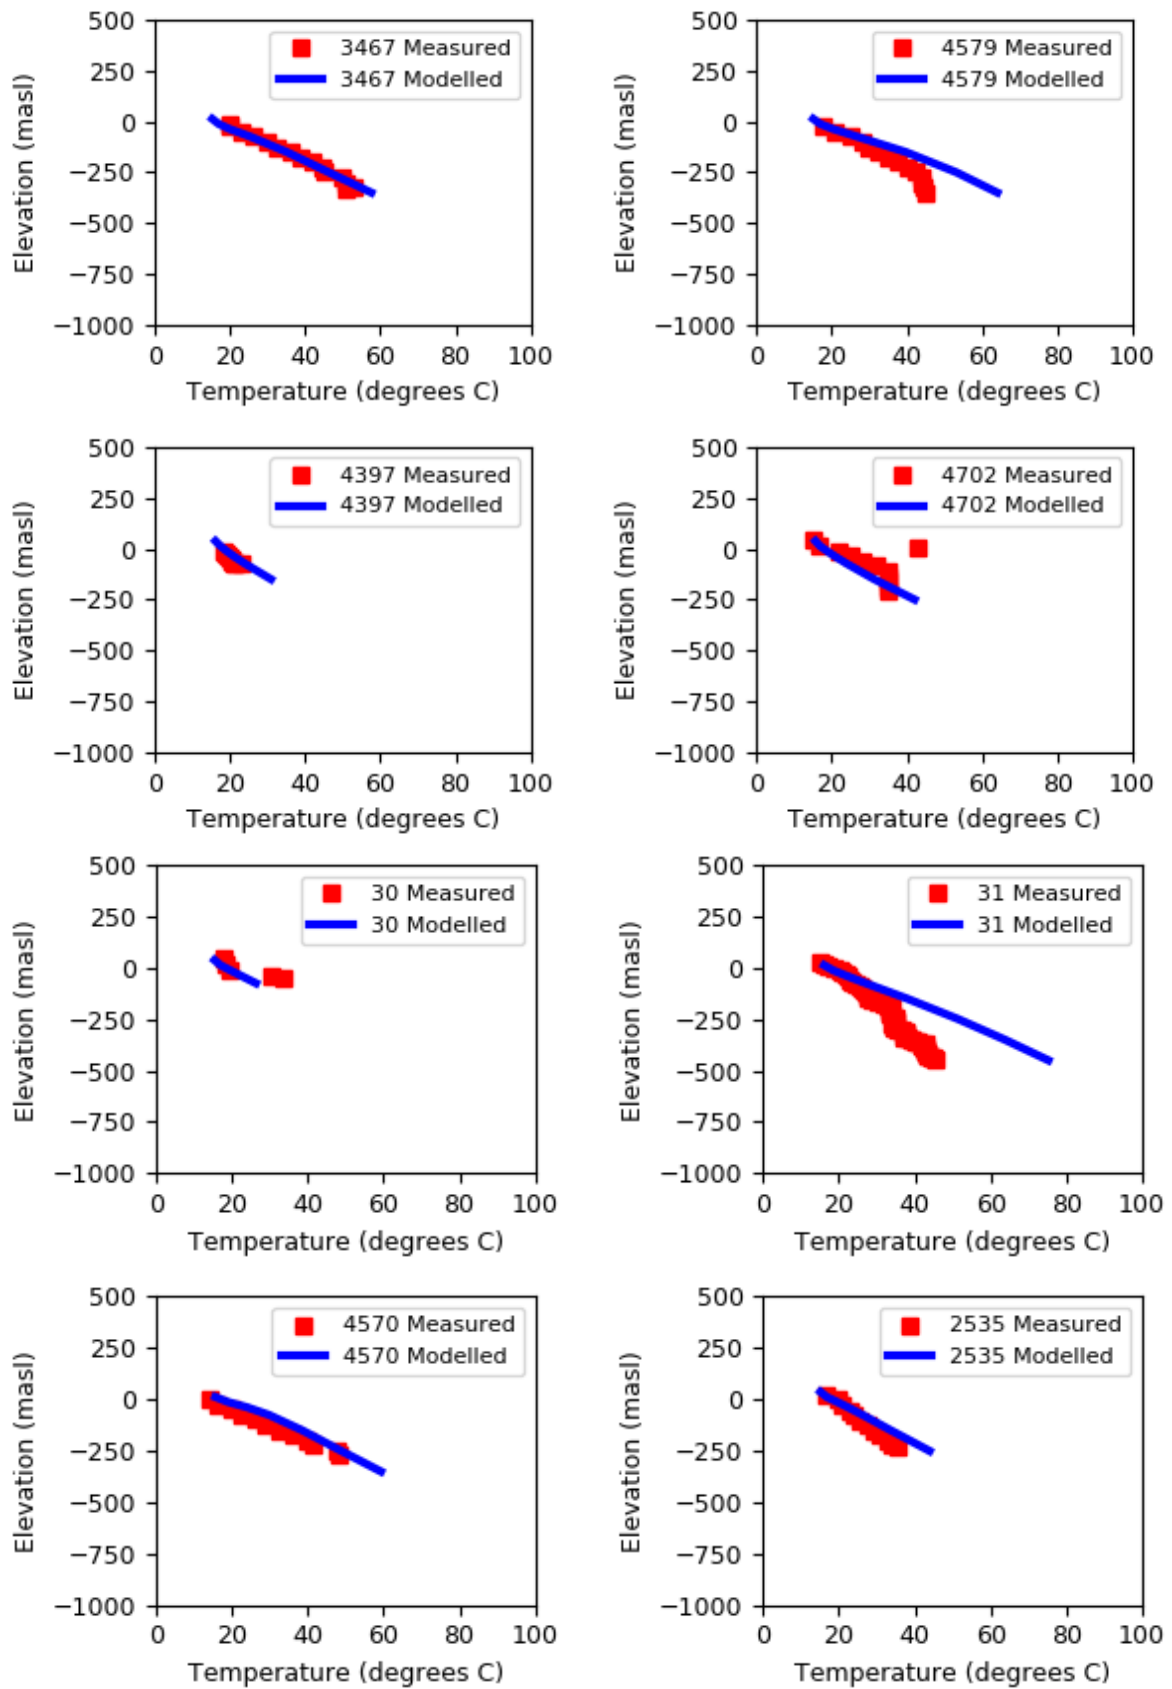 500
250
0
−250
−500
−750
−1000
0 20 40 60 80 100
Elevation (masl)
Temperature (degrees C)
3467 Measured
3467 Modelled
500
250
0
−250
−500
−750
−1000
0 20 40 60 80 100
Elevation (masl)
Temperature (degrees C)
4579 Measured
4579 Modelled
500
250
0
−250
−500
−750
−1000
0 20 40 60 80 100
Elevation (masl)
Temperature (degrees C)
4397 Measured
4397 Modelled
500
250
0
−250
−500
−750
−1000
0 20 40 60 80 100
Elevation (masl)
Temperature (degrees C)
4702 Measured
4702 Modelled
500
250
0
−250
−500
−750
−1000
0 20 40 60 80 100
Elevation (masl)
Temperature (degrees C)
30 Measured
30 Modelled
500
250
0
−250
−500
−750
−1000
0 20 40 60 80 100
Elevation (masl)
Temperature (degrees C)
31 Measured
31 Modelled
500
250
0
−250
−500
−750
−1000
0 20 40 60 80 100
Elevation (masl)
Temperature (degrees C)
4570 Measured
4570 Modelled
500
250
0
−250
−500
−750
−1000
0 20 40 60 80 100
Elevation (masl)
Temperature (degrees C)
2535 Measured
2535 Modelled